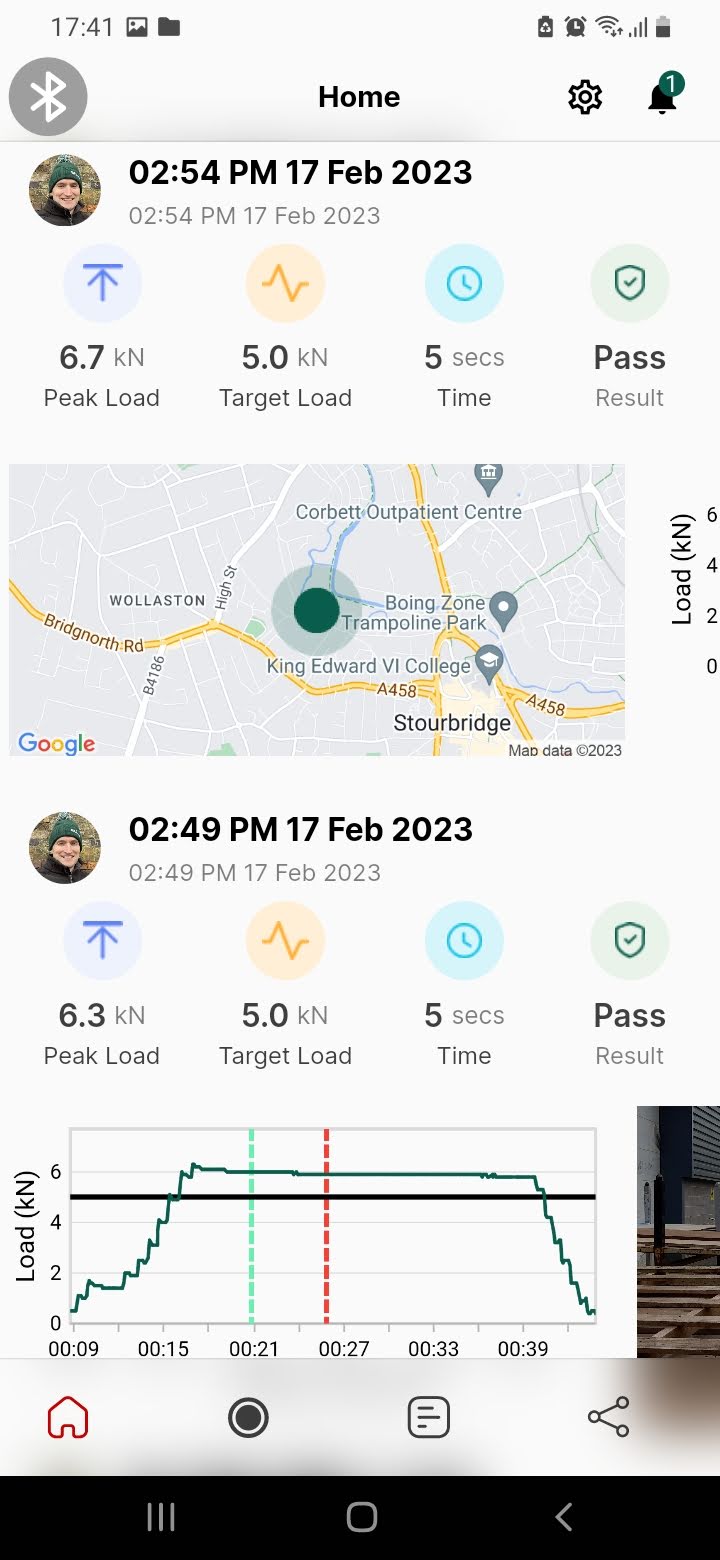 17:41
Home
1
02:54 PM 17 Feb 2023
02:54 PM 17 Feb 2023
6.7 kN 5.0 kN 5 secs Pass
Peak Load Target Load Time Result
Corbett Outpatient Centre
WOLLASTON
High St
Boing Zone
Trampoline Park
Bridgnorth Rd
B4186
King Edward VI College
A458
A458
Stourbridge
Google
Map data ©2023
Load (kN)
6
4
2
0
02:49 PM 17 Feb 2023
02:49 PM 17 Feb 2023
6.3 kN 5.0 kN 5 secs Pass
Peak Load Target Load Time Result
Load (kN)
6
4
2
0
00:09 00:15 00:21 00:27 00:33 00:39